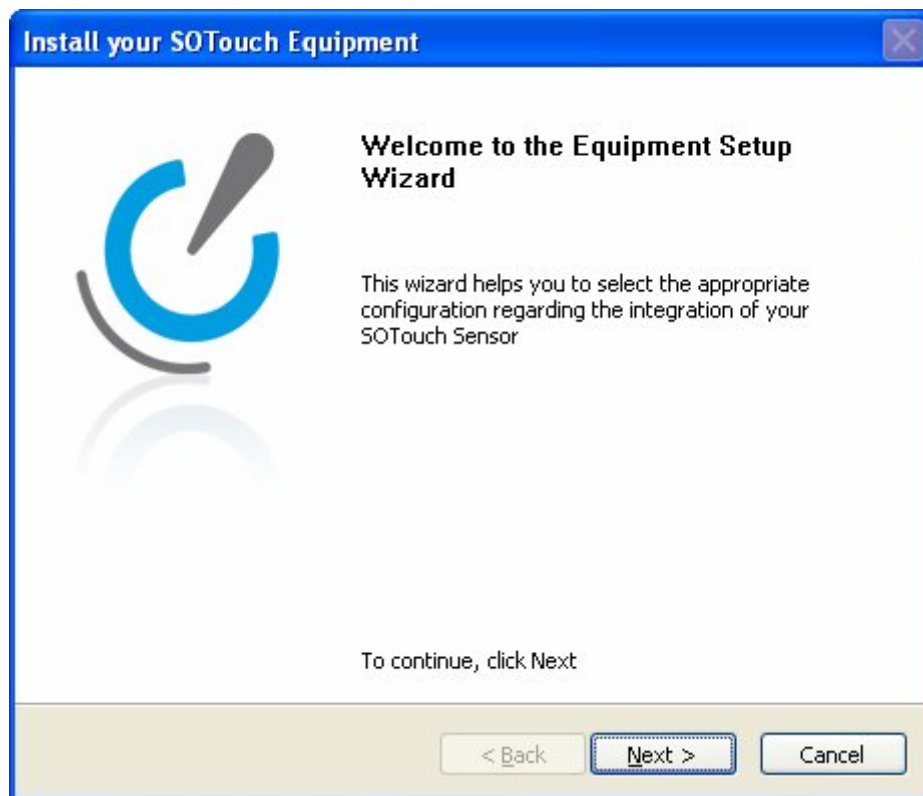 Install your SOTouch Equipment
Welcome to the Equipment Setup
Wizard
This wizard helps you to select the appropriate
configuration regarding the integration of your
SOTouch Sensor
To continue, click Next
< Back
Next >
Cancel